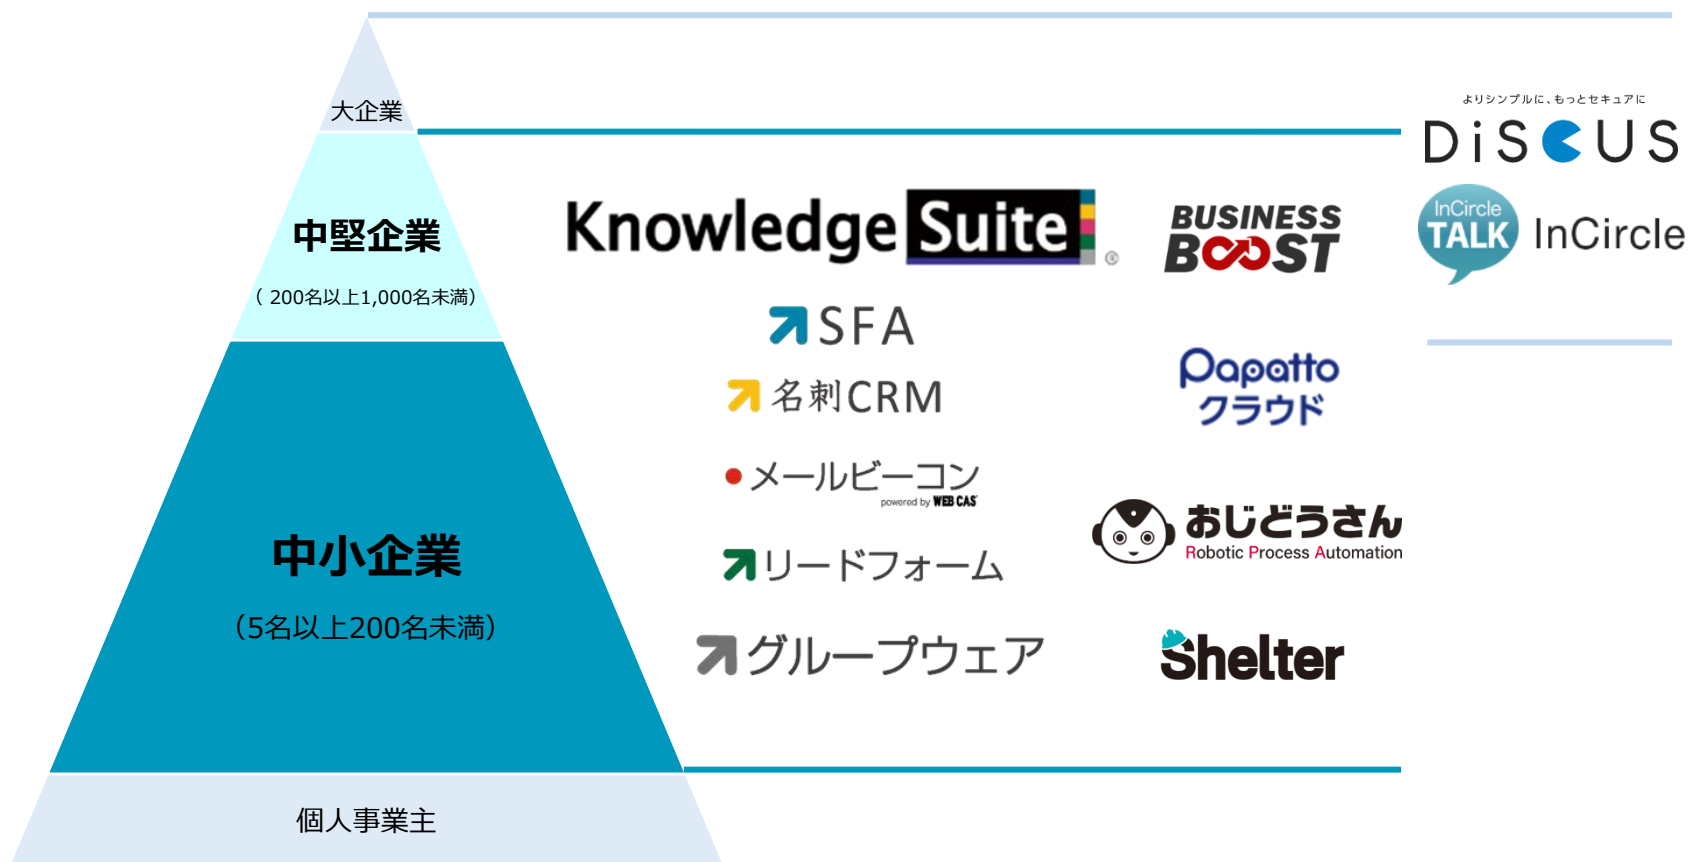 大企業
中堅企業
（ 200名以上1,000名未満）
中小企業
（5名以上200名未満）
個人事業主
Knowledge Suite ®
SFA
名刺CRM
メールビーコン
powered by WEB CAS
リードフォーム
グループウェア
BUSINESS
BOOST
Papatto
クラウド
おじどうさん
Robotic Process Automation
Shelter
よりシンプルに、もっとセキュアに
DiSCUS
InCircle
TALK
InCircle